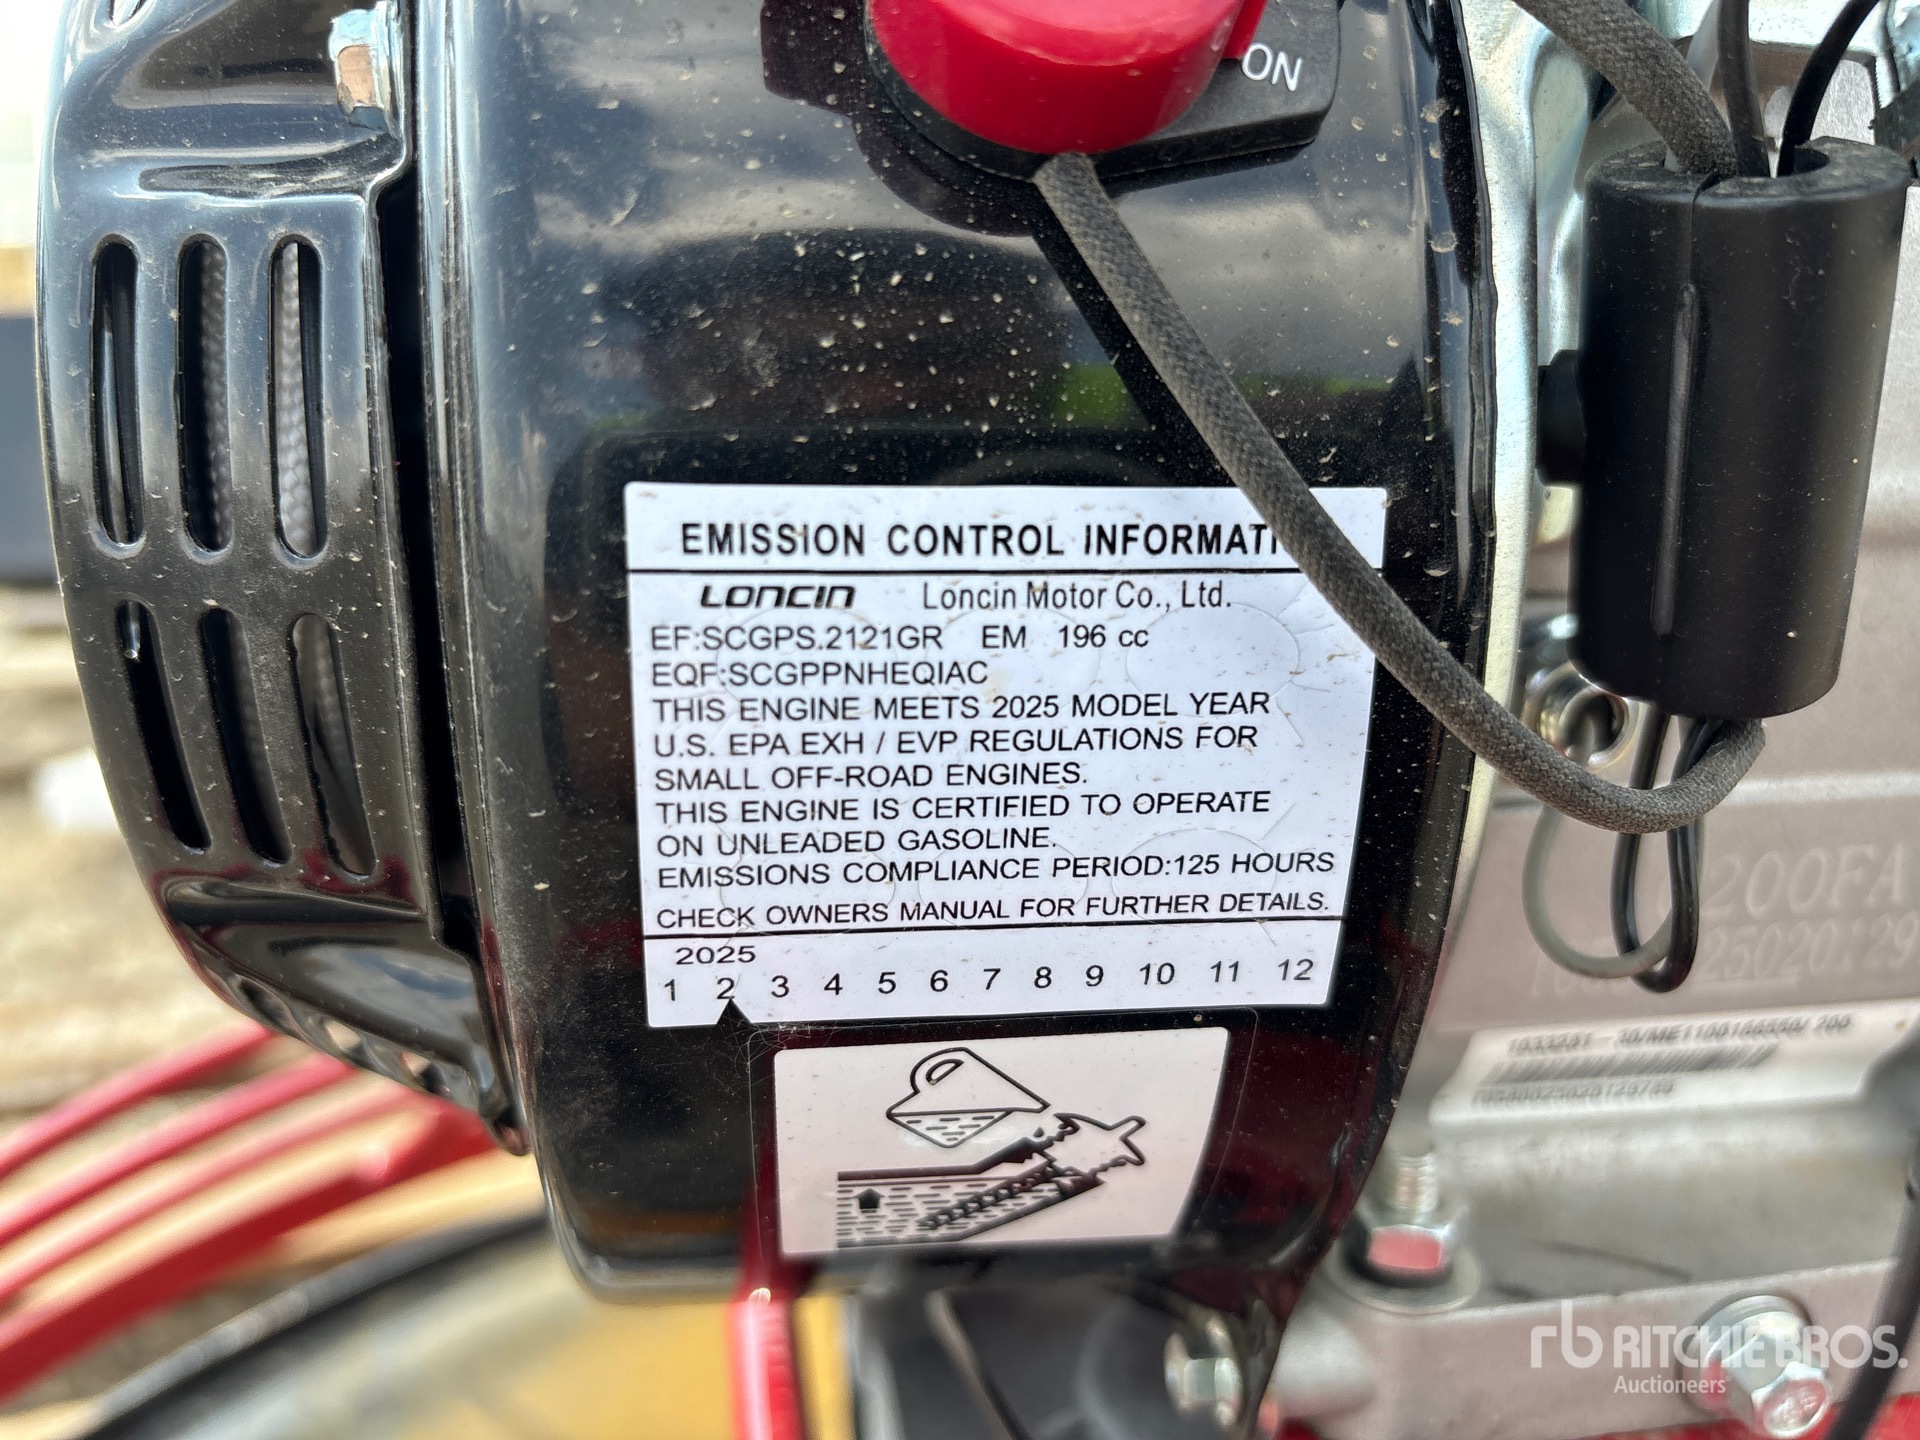 ON
EMISSION CONTROL INFORMATI
LONCIN Loncin Motor Co., Ltd.
EF:SCGPS.2121GR EM 196 cc
EQF:SCGPPNHEQIAC
THIS ENGINE MEETS 2025 MODEL YEAR
U.S. EPA EXH / EVP REGULATIONS FOR
SMALL OFF-ROAD ENGINES.
THIS ENGINE IS CERTIFIED TO OPERATE
ON UNLEADED GASOLINE.
EMISSIONS COMPLIANCE PERIOD:125 HOURS
CHECK OWNERS MANUAL FOR FURTHER DETAILS.
2025
1 2 3 4 5 6 7 8 9 10 11 12
200FA
25020129
rb RITCHIE BROS.
Auctioneers